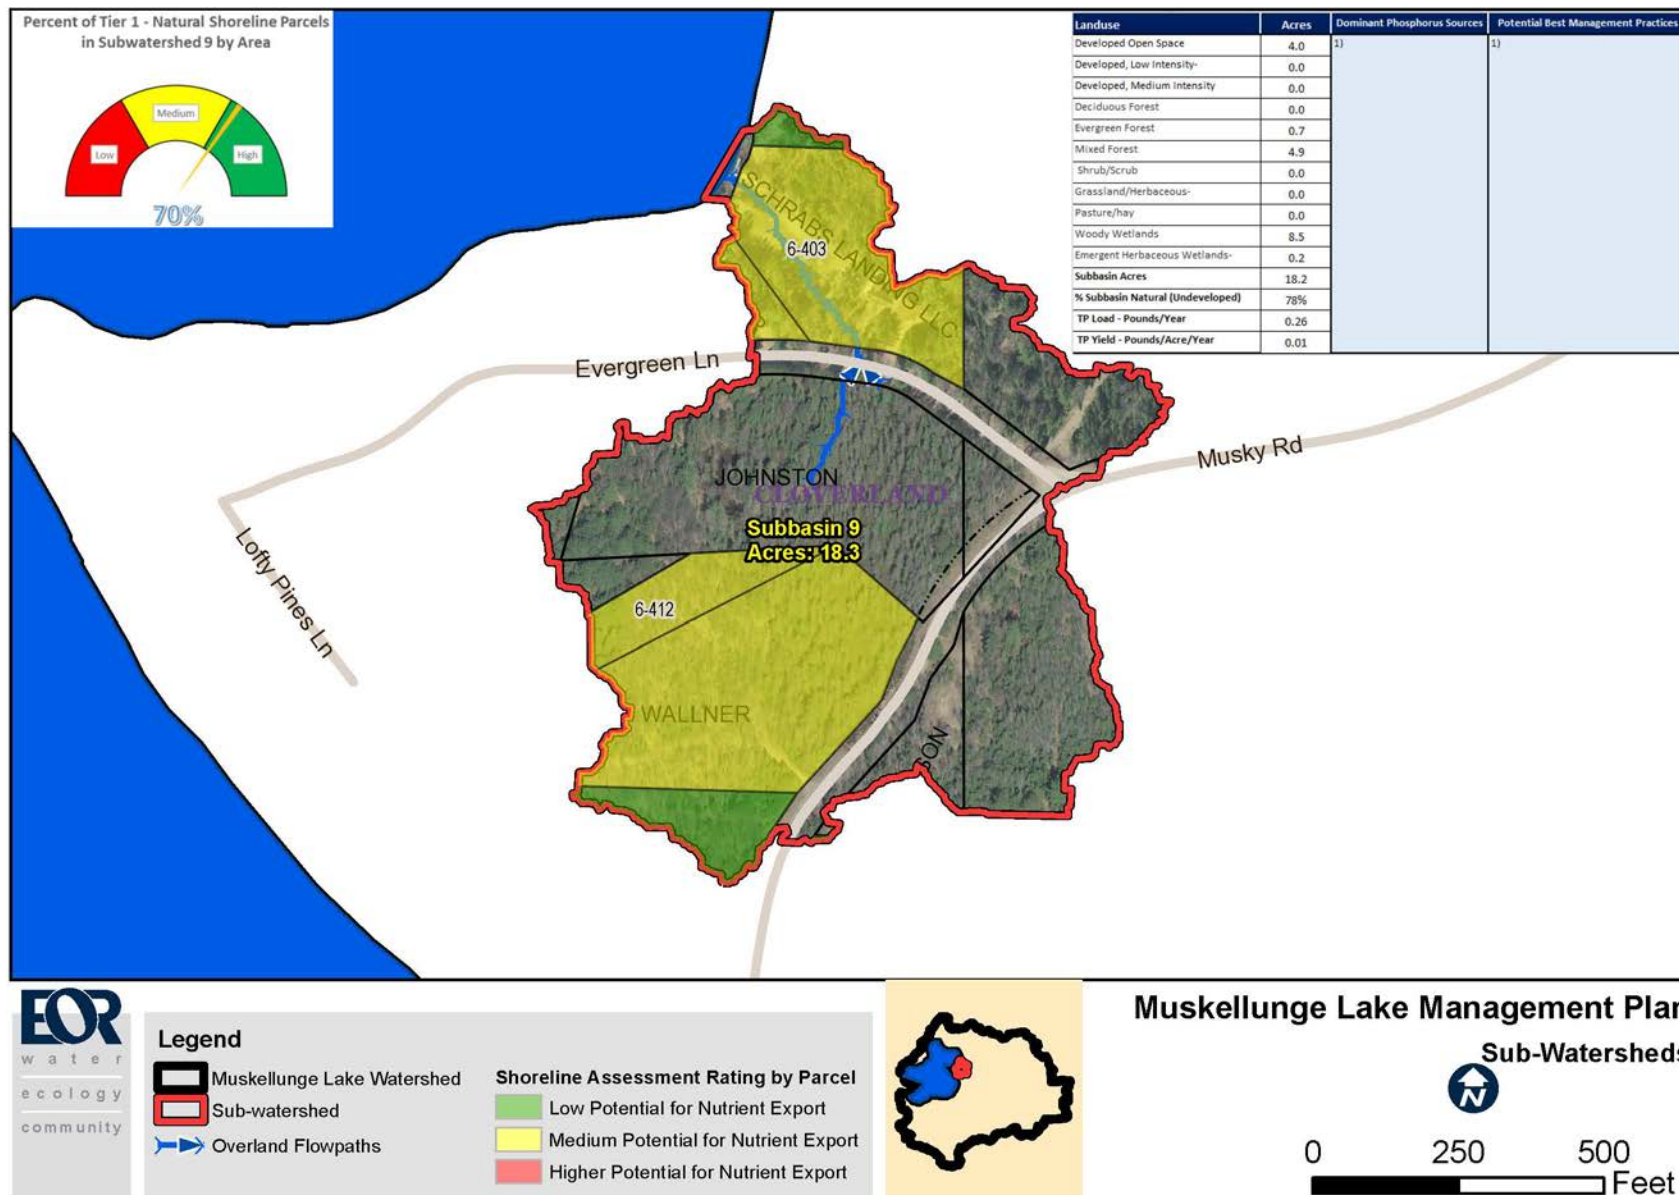 Percent of Tier 1 - Natural Shoreline Parcels
in Subwatershed 9 by Area
Low
Medium
High
70%
Landuse Acres Dominant Phosphorus Sources Potential Best Management Practices
Developed Open Space 4.0 1) 1)
Developed, Low Intensity- 0.0
Developed, Medium Intensity 0.0
Deciduous Forest 0.0
Evergreen Forest 0.7
Mixed Forest 4.9
Shrub/Scrub 0.0
Grassland/Herbaceous- 0.0
Pasture/hay 0.0
Woody Wetlands 8.5
Emergent Herbaceous Wetlands- 0.2
Subbasin Acres 18.2
% Subbasin Natural (Undeveloped) 78%
TP Load - Pounds/Year 0.26
TP Yield - Pounds/Acre/Year 0.01
SCHRABS LANDING LLC
6-403
Evergreen Ln
Musky Rd
Lofty Pines Ln
JOHNSTON
CLOVERLAND
Subbasin 9
Acres: 18.3
6-412
WALLNER
SON
EOR
water
ecology
community
Legend
Muskellunge Lake Watershed
Sub-watershed
Overland Flowpaths
Shoreline Assessment Rating by Parcel
Low Potential for Nutrient Export
Medium Potential for Nutrient Export
Higher Potential for Nutrient Export
Muskellunge Lake Management Plan
Sub-Watersheds
N
0 250 500
Feet